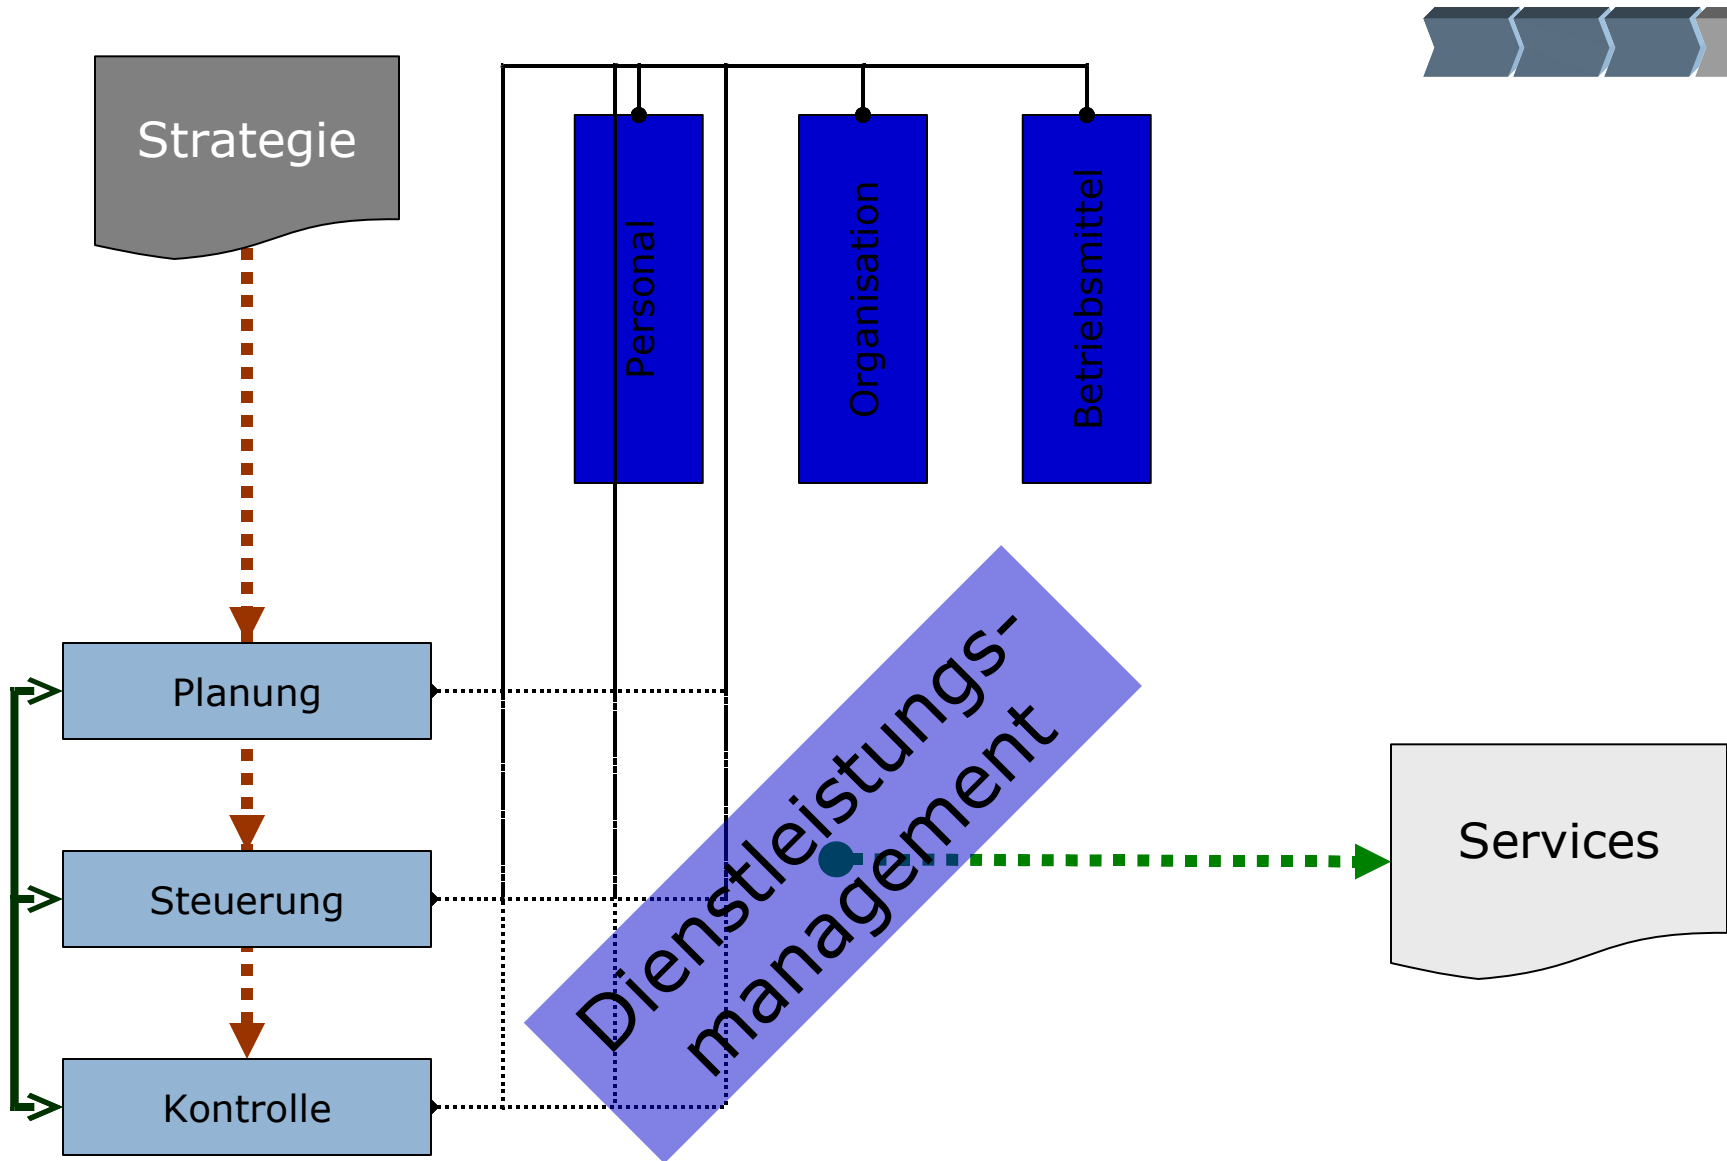 Strategie
Personal
Organisation
Betriebsmittel
Planung
Steuerung
Kontrolle
Dienstleistungs-
management
Services